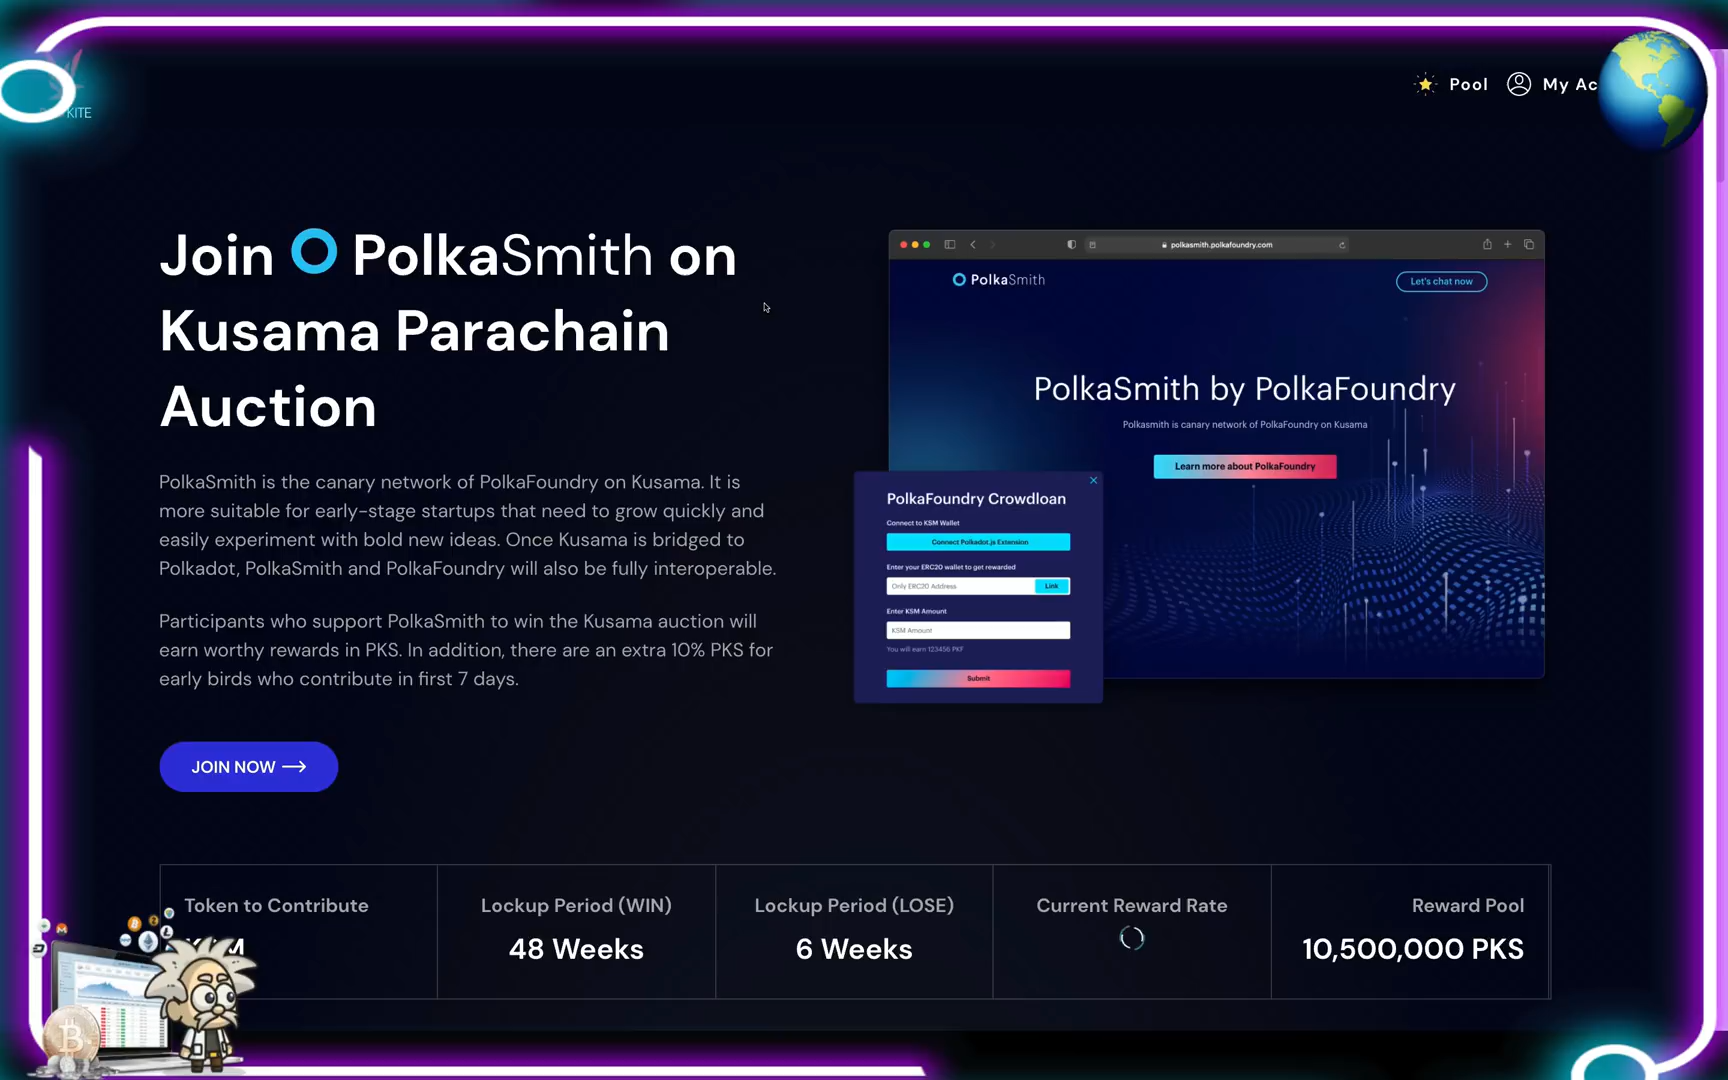 KITE
Pool
My Ac
Join PolkaSmith on
Kusama Parachain
Auction
PolkaSmith is the canary network of PolkaFoundry on Kusama. It is
more suitable for early-stage startups that need to grow quickly and
easily experiment with bold new ideas. Once Kusama is bridged to
Polkadot, PolkaSmith and PolkaFoundry will also be fully interoperable.
Participants who support PolkaSmith to win the Kusama auction will
earn worthy rewards in PKS. In addition, there are an extra 10% PKS for
early birds who contribute in first 7 days.
JOIN NOW
polkasmith.polkafoundry.com
PolkaSmith
Let's chat now
PolkaSmith by PolkaFoundry
Polkasmith is canary network of PolkaFoundry on Kusama
Learn more about PolkaFoundry
PolkaFoundry Crowdloan
Connect to KSM Wallet
Connect Polkadot.js Extension
Enter your ERC20 wallet to get rewarded
Only ERC20 Address
Link
Enter KSM Amount
KSM Amount
You will earn 123456 PKF
Submit
Token to Contribute
Lockup Period (WIN)
48 Weeks
Lockup Period (LOSE)
6 Weeks
Current Reward Rate
Reward Pool
10,500,000 PKS